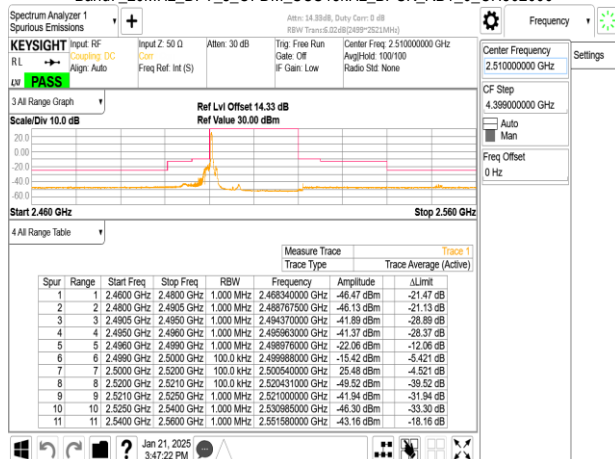 Spectrum Analyzer 1
Spurious Emissions
Attn: 14.33dB, Duty Corr: 0 dB
Frequency
KEYSIGHT
Input: RF
Coupling: DC
Align: Auto
Input Z: 50 Ω
Corr
Freq Ref: Int (S)
Atten: 30 dB
Trig: Free Run
Gate: Off
IF Gain: Low
Center Freq: 2.510000000 GHz
Avg|Hold: 100/100
Radio Std: None
RL
PASS
Center Frequency
2.510000000 GHz
Settings
CF Step
4.399000000 GHz
Auto
Man
Freq Offset
0 Hz
3 All Range Graph
Scale/Div 10.0 dB
Ref Lvl Offset 14.33 dB
Ref Value 30.00 dBm
20.0
0.00
-20.0
-40.0
-60.0
Start 2.460 GHz
Stop 2.560 GHz
4 All Range Table
Measure Trace Trace 1
Trace Type Trace Average (Active)
Spur Range Start Freq Stop Freq RBW Frequency Amplitude ΔLimit
1 1 2.4600 GHz 2.4800 GHz 1.000 MHz 2.468340000 GHz -46.47 dBm -21.47 dB
2 2 2.4800 GHz 2.4905 GHz 1.000 MHz 2.488767500 GHz -46.13 dBm -21.13 dB
3 3 2.4905 GHz 2.4950 GHz 1.000 MHz 2.494370000 GHz -41.89 dBm -28.89 dB
4 4 2.4950 GHz 2.4960 GHz 1.000 MHz 2.495963000 GHz -41.37 dBm -28.37 dB
5 5 2.4960 GHz 2.4990 GHz 1.000 MHz 2.498976000 GHz -22.06 dBm -12.06 dB
6 6 2.4990 GHz 2.5000 GHz 100.0 kHz 2.499988000 GHz -15.42 dBm -5.421 dB
7 7 2.5000 GHz 2.5200 GHz 100.0 kHz 2.500540000 GHz 25.48 dBm -4.521 dB
8 8 2.5200 GHz 2.5210 GHz 100.0 kHz 2.520431000 GHz -49.52 dBm -39.52 dB
9 9 2.5210 GHz 2.5250 GHz 1.000 MHz 2.521000000 GHz -41.94 dBm -31.94 dB
10 10 2.5250 GHz 2.5400 GHz 1.000 MHz 2.530985000 GHz -46.30 dBm -33.30 dB
11 11 2.5400 GHz 2.5600 GHz 1.000 MHz 2.551580000 GHz -43.16 dBm -18.16 dB
Jan 21, 2025
3:47:22 PM